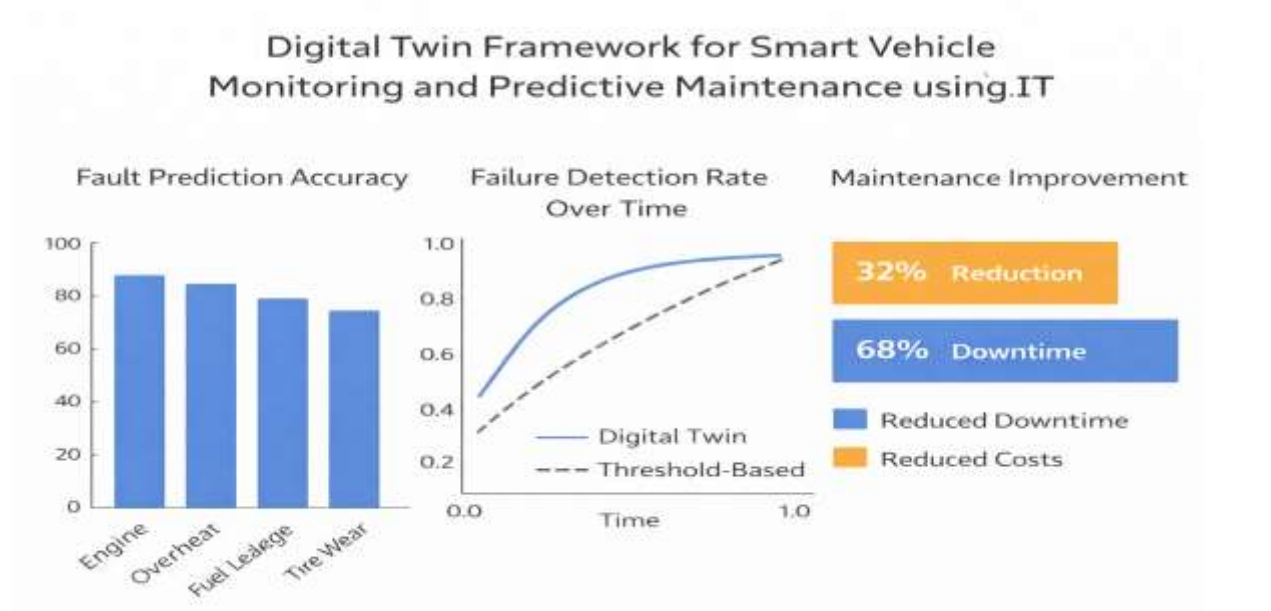 Digital Twin Framework for Smart Vehicle
Monitoring and Predictive Maintenance using.IT
Fault Prediction Accuracy
100
80
60
40
20
0
Engine
Overheat
Fuel Leakge
Tire Wear
Failure Detection Rate
Over Time
1.0
0.8
0.6
0.4
0.2
0.0
Time
1.0
Digital Twin
Threshold-Based
Maintenance Improvement
32% Reduction
68% Downtime
Reduced Downtime
Reduced Costs